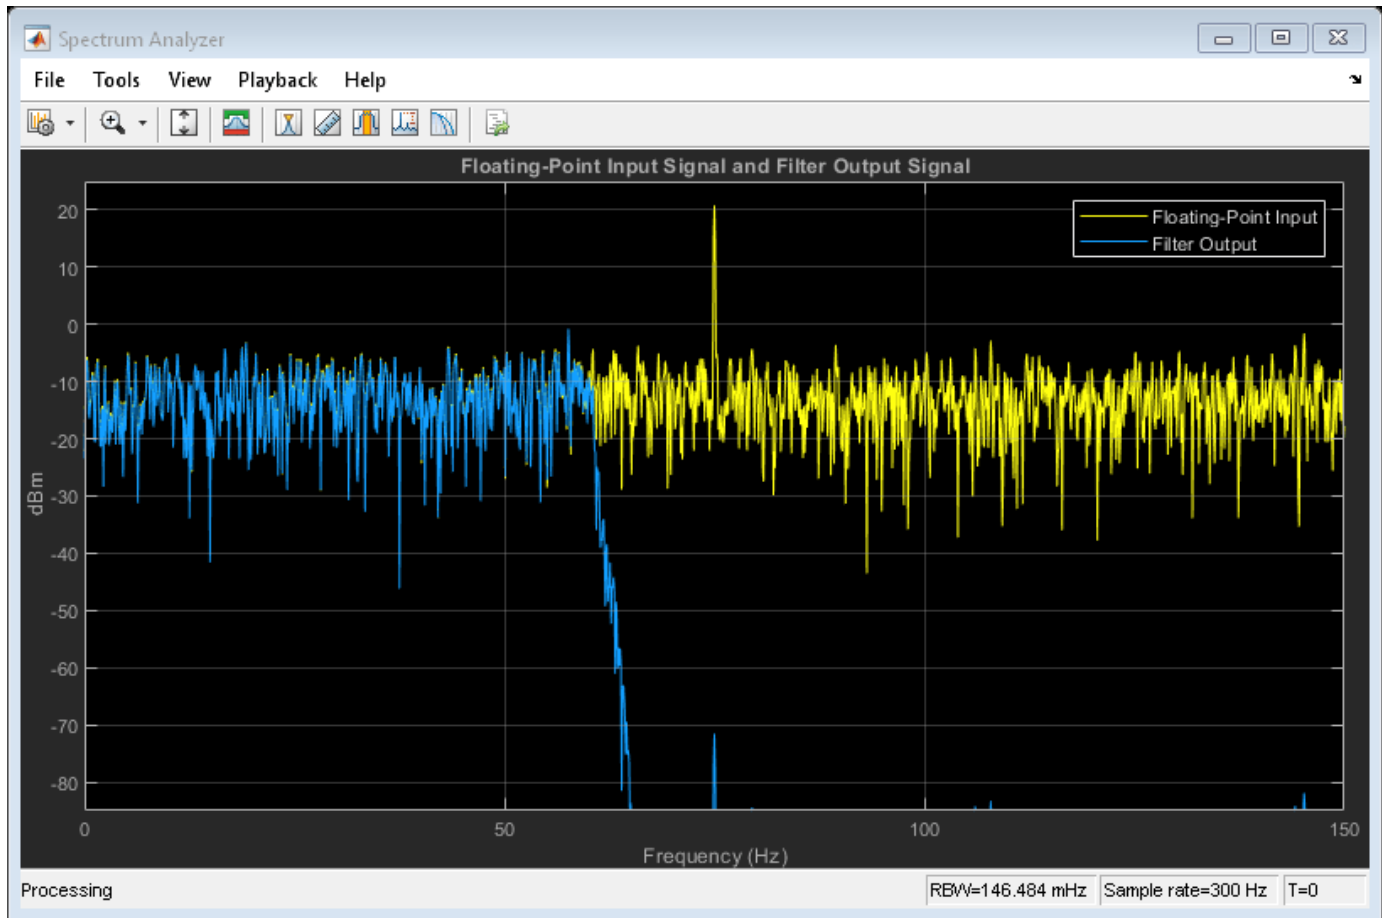 Spectrum Analyzer
File Tools View Playback Help
Floating-Point Input Signal and Filter Output Signal
Floating-Point Input
Filter Output
20
10
0
-10
-20
-30
-40
-50
-60
-70
-80
dBm
0 50 100 150
Frequency (Hz)
Processing RBW=146.484 mHz Sample rate=300 Hz T=0